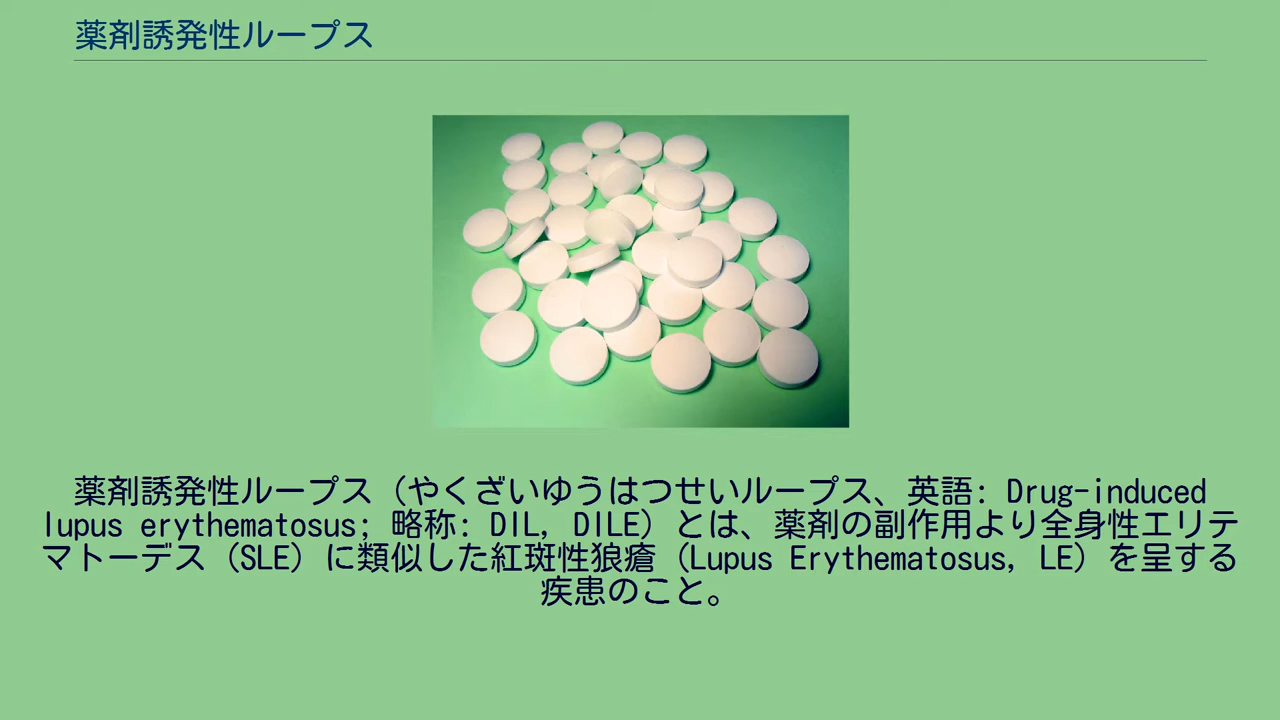 薬剤誘発性ループス
薬剤誘発性ループス（やくざいゆうはつせいループス、英語: Drug-induced
lupus erythematosus; 略称: DIL, DILE）とは、薬剤の副作用より全身性エリテ
マトーデス（SLE）に類似した紅斑性狼瘡（Lupus Erythematosus, LE）を呈する
疾患のこと。